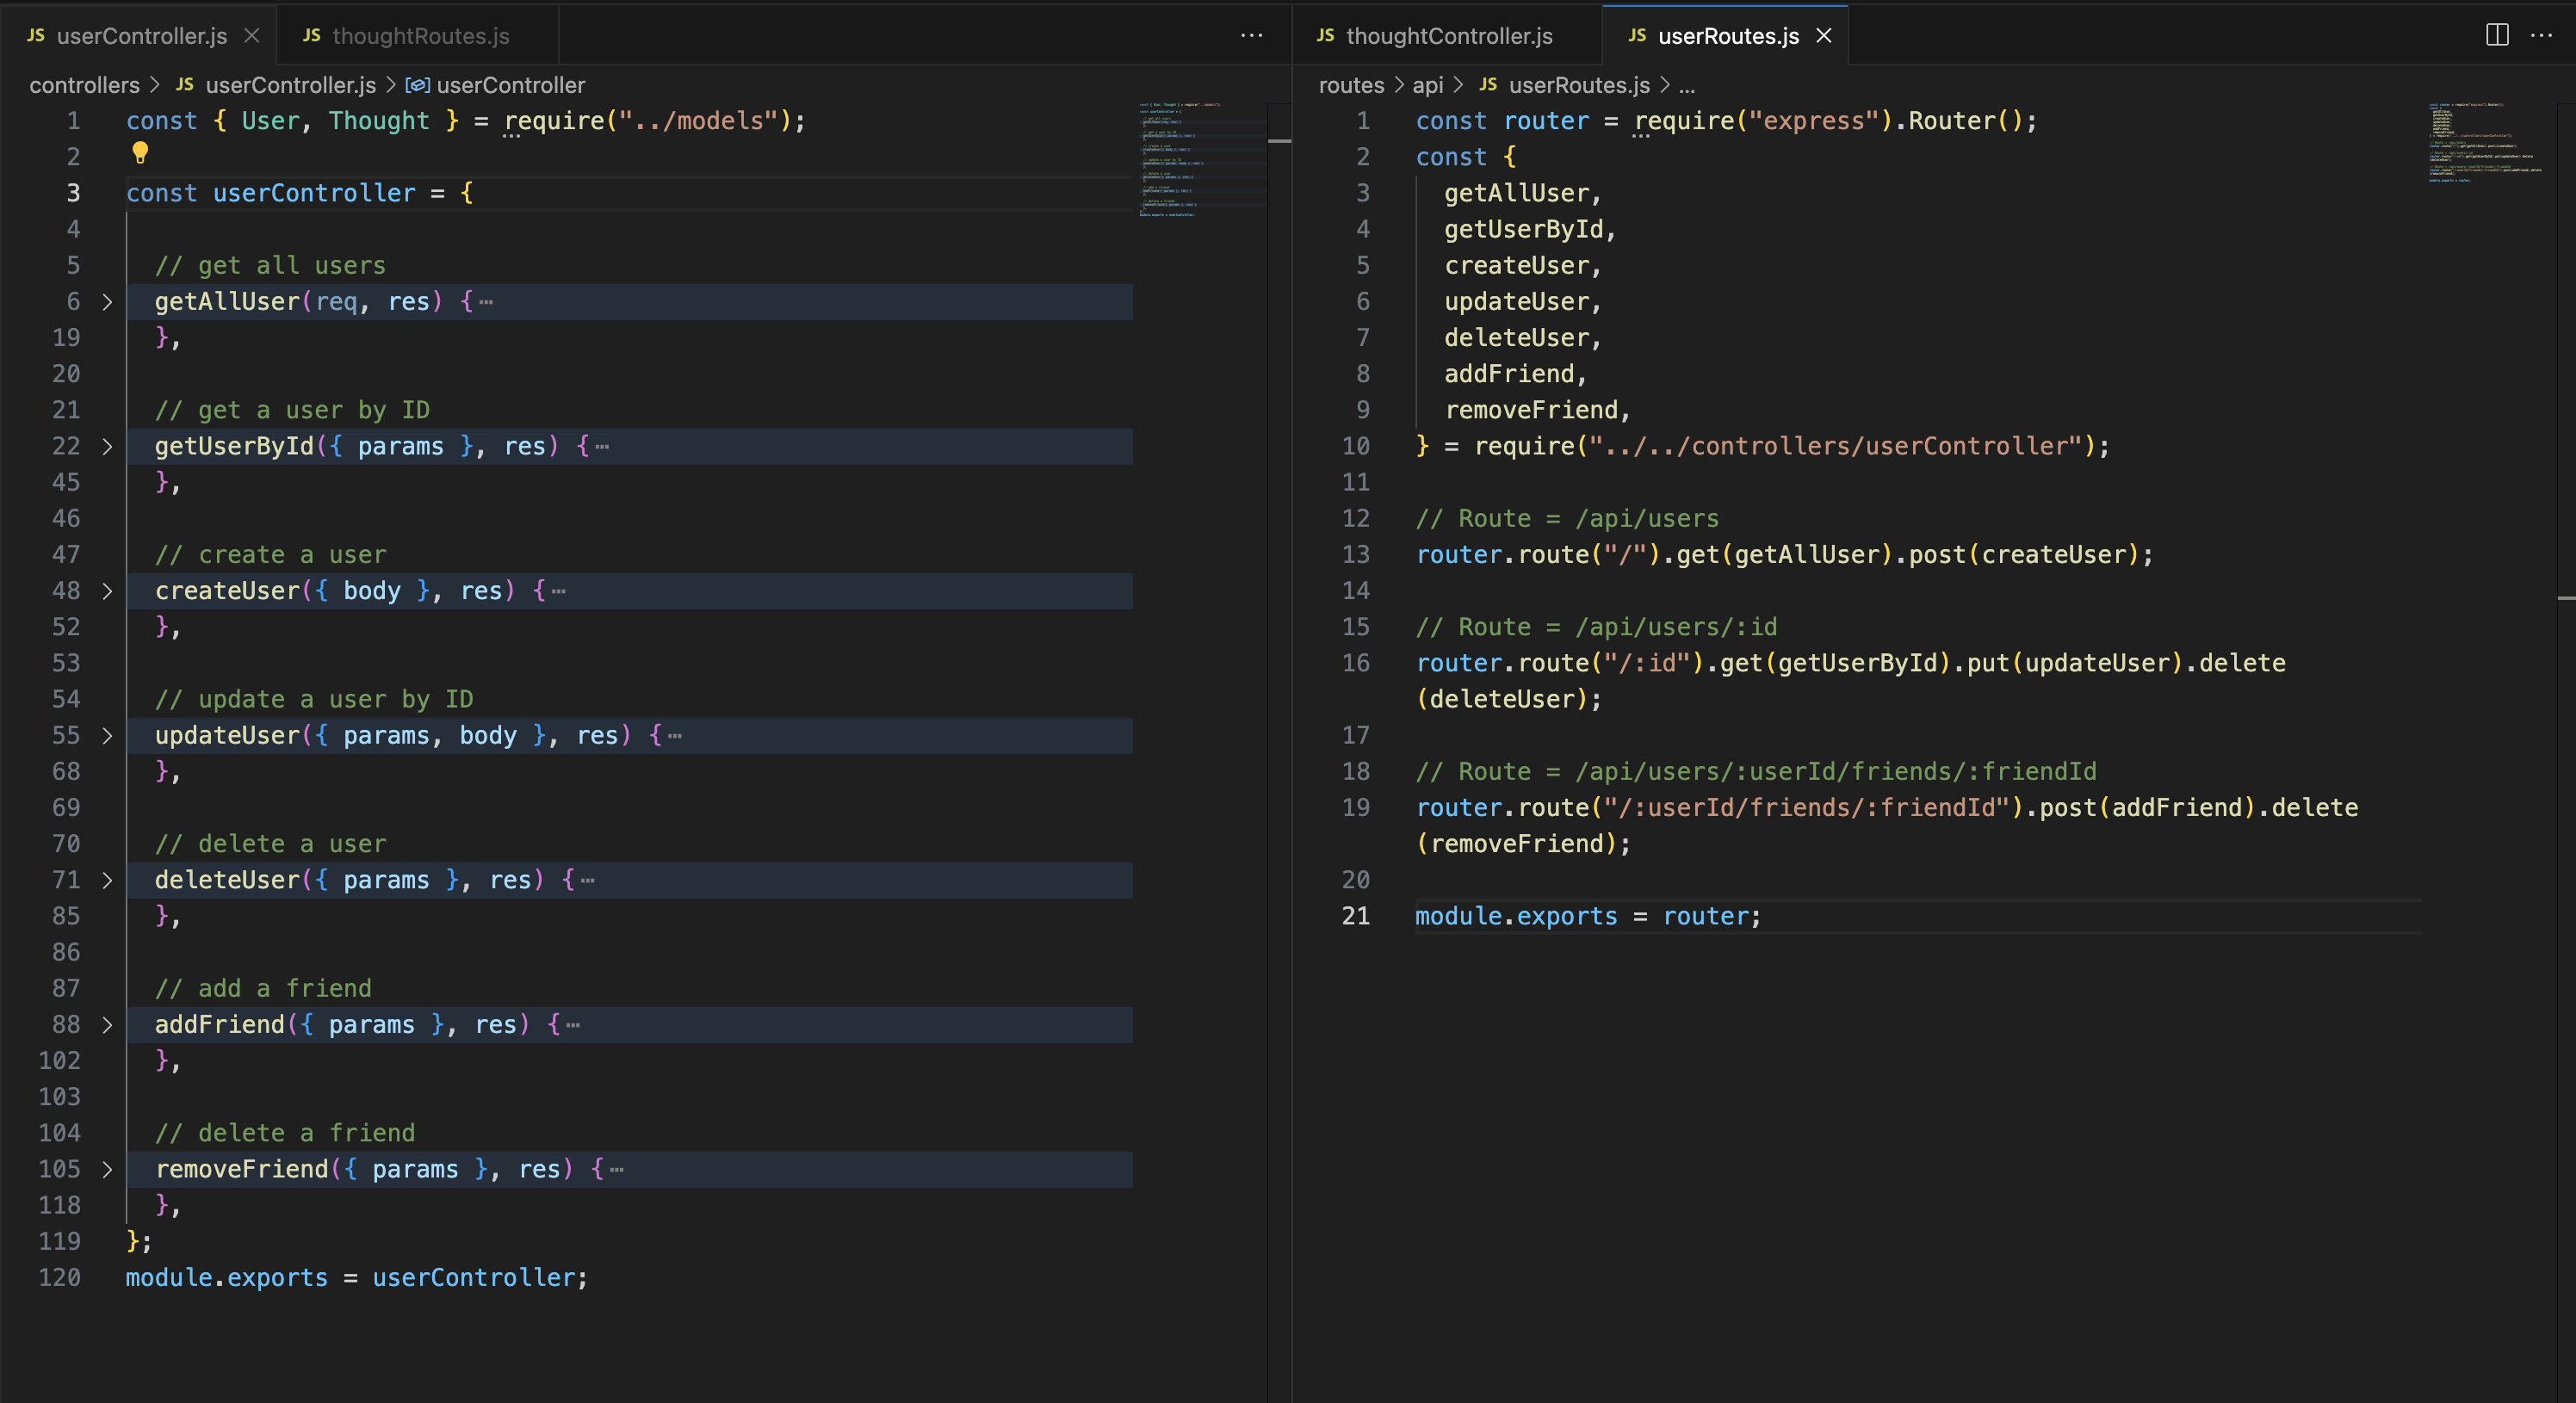 JS userController.js × JS thoughtRoutes.js ...
controllers > JS userController.js > userController
1 const { User, Thought } = require("../models");
2
3 const userController = {
4
5 // get all users
6 > getAllUser(req, res) {…
19 },
20
21 // get a user by ID
22 > getUserById({ params }, res) {…
45 },
46
47 // create a user
48 > createUser({ body }, res) {…
52 },
53
54 // update a user by ID
55 > updateUser({ params, body }, res) {…
68 },
69
70 // delete a user
71 > deleteUser({ params }, res) {…
85 },
86
87 // add a friend
88 > addFriend({ params }, res) {…
102 },
103
104 // delete a friend
105 > removeFriend({ params }, res) {…
118 },
119 };
120 module.exports = userController;
JS thoughtController.js JS userRoutes.js × ...
routes > api > JS userRoutes.js > ...
1 const router = require("express").Router();
2 const {
3 getAllUser,
4 getUserById,
5 createUser,
6 updateUser,
7 deleteUser,
8 addFriend,
9 removeFriend,
10 } = require("../../controllers/userController");
11
12 // Route = /api/users
13 router.route("/").get(getAllUser).post(createUser);
14
15 // Route = /api/users/:id
16 router.route("/:id").get(getUserById).put(updateUser).delete
(deleteUser);
17
18 // Route = /api/users/:userId/friends/:friendId
19 router.route("/:userId/friends/:friendId").post(addFriend).delete
(removeFriend);
20
21 module.exports = router;